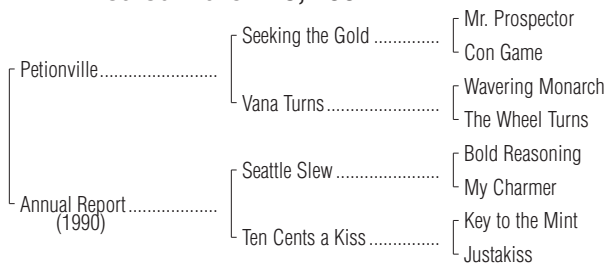 Petionville
Seeking the Gold
Mr. Prospector
Con Game
Vana Turns
Wavering Monarch
The Wheel Turns
Annual Report
(1990)
Seattle Slew
Bold Reasoning
My Charmer
Ten Cents a Kiss
Key to the Mint
Justakiss